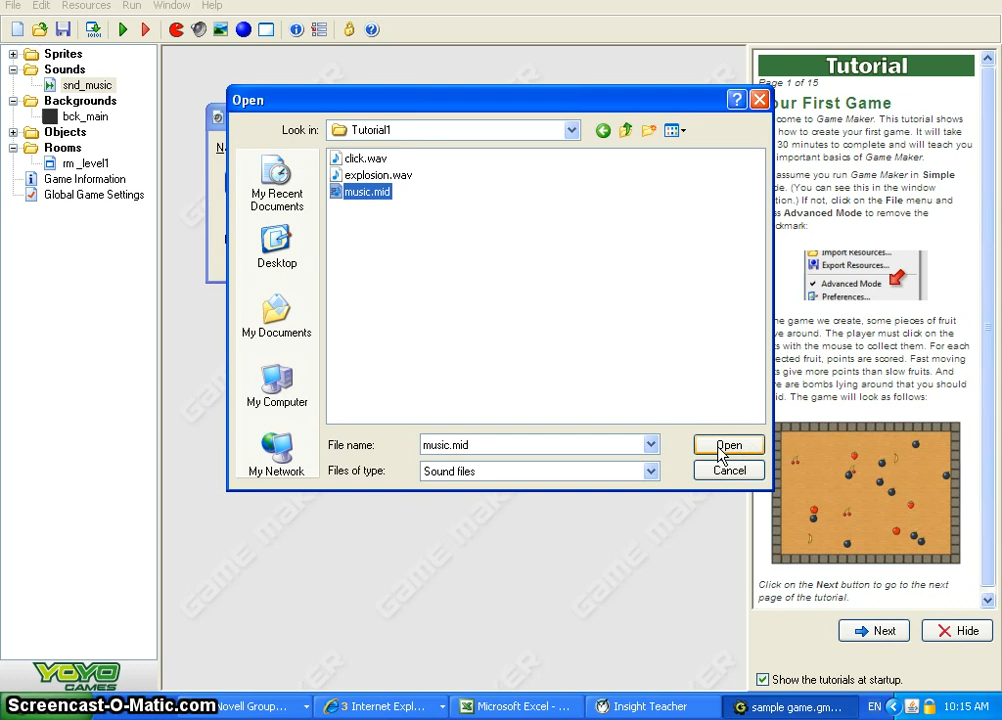 File Edit Resources Run Window Help
Sprites
Sounds
snd_music
Backgrounds
bck_main
Objects
Rooms
rm_level1
Game Information
Global Game Settings
Open
Look in: Tutorial1
click.wav
explosion.wav
music.mid
My Recent
Documents
Desktop
My Documents
My Computer
My Network
File name: music.mid Open
Files of type: Sound files Cancel
Tutorial
Page 1 of 15
our First Game
come to Game Maker. This tutorial shows
how to create your first game. It will take
30 minutes to complete and will teach you
important basics of Game Maker.
assume you run Game Maker in Simple
de. (You can see this in the window
tion.) If not, click on the File menu and
ss Advanced Mode to remove the
ckmark:
Import Resources...
Export Resources...
Advanced Mode
Preferences...
he game we create, some pieces of fruit
ve around. The player must click on the
ts with the mouse to collect them. For each
ected fruit, points are scored. Fast moving
ts give more points than slow fruits. And
re are bombs lying around that you should
id. The game will look as follows:
Click on the Next button to go to the next
page of the tutorial.
Next Hide
Show the tutorials at startup.
GAME MAKER
GAME MAKER
GAME MAKER
YOYO
GAMES
Screencast-O-Matic.com
Novell Group... 3 Internet Expl... Microsoft Excel - ... Insight Teacher sample game.gm... EN 10:15 AM